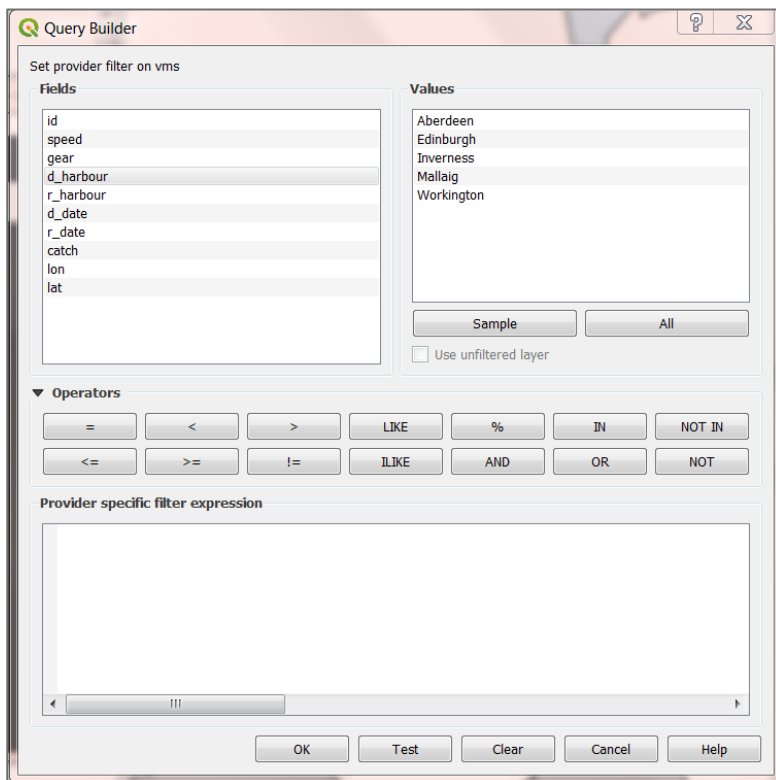 Query Builder
Set provider filter on vms
Fields
id
speed
gear
d_harbour
r_harbour
d_date
r_date
catch
lon
lat
Values
Aberdeen
Edinburgh
Inverness
Mallaig
Workington
Sample All
Use unfiltered layer
Operators
= < > LIKE % IN NOT IN
<= >= != ILIKE AND OR NOT
Provider specific filter expression
OK Test Clear Cancel Help